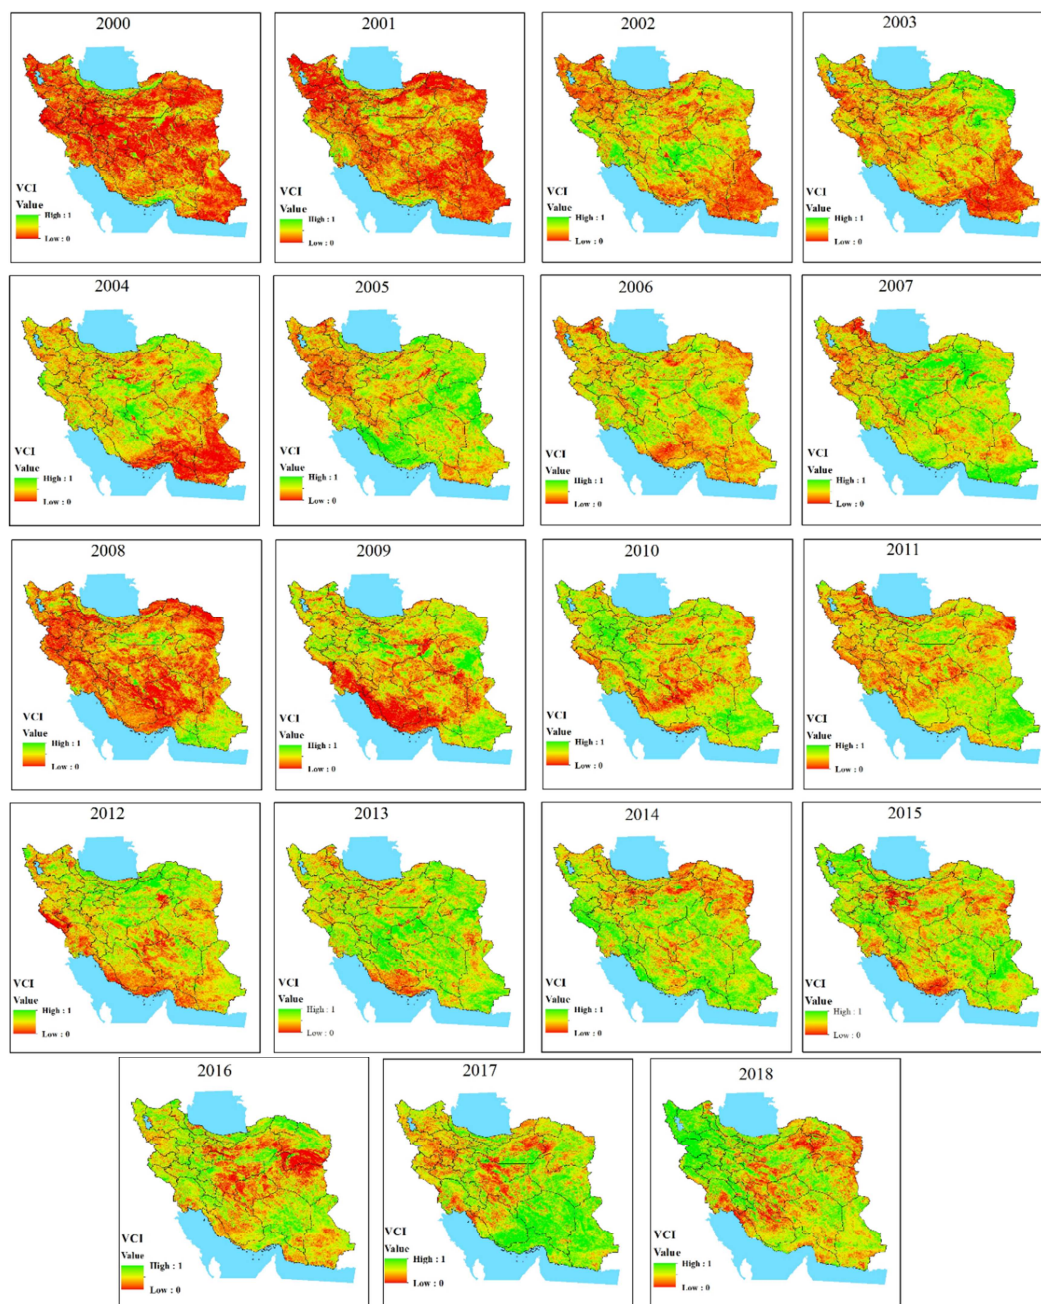 2000
2001
2002
2003
VCI
Value
High : 1
Low : 0
VCI
Value
High : 1
Low : 0
VCI
Value
High : 1
Low : 0
VCI
Value
High : 1
Low : 0
2004
2005
2006
2007
VCI
Value
High : 1
Low : 0
VCI
Value
High : 1
Low : 0
VCI
Value
High : 1
Low : 0
VCI
Value
High : 1
Low : 0
2008
2009
2010
2011
VCI
Value
High : 1
Low : 0
VCI
Value
High : 1
Low : 0
VCI
Value
High : 1
Low : 0
VCI
Value
High : 1
Low : 0
2012
2013
2014
2015
VCI
Value
High : 1
Low : 0
VCI
Value
High : 1
Low : 0
VCI
Value
High : 1
Low : 0
VCI
Value
High : 1
Low : 0
2016
2017
2018
VCI
Value
High : 1
Low : 0
VCI
Value
High : 1
Low : 0
VCI
Value
High : 1
Low : 0